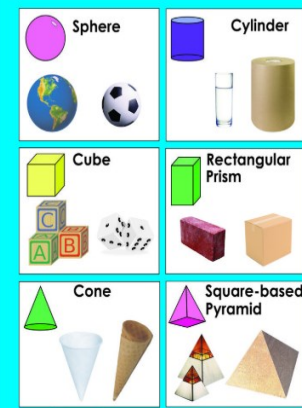 Sphere
Cylinder
Cube
C
A B
Rectangular
Prism
Cone
Square-based
Pyramid